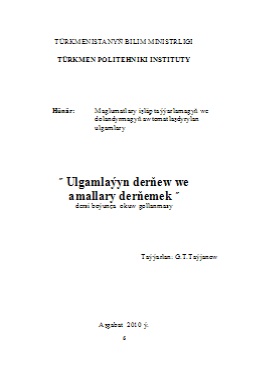 TÜRKMENISTANYŇ BILIM MINISTRLIGI
TÜRKMEN POLITEHNIKI INSTITUTY
Hünär: Maglumatlary işläp taýýarlamagyň we
dolandyrmagyň awtomatlaşdyrylan
ulgamlary
" Ulgamlaýyn derňew we
amallary derňemek "
dersi boýunça okuw gollanmasy
Taýýarlan: G.T.Taýjanow
Aşgabat 2010 ý.